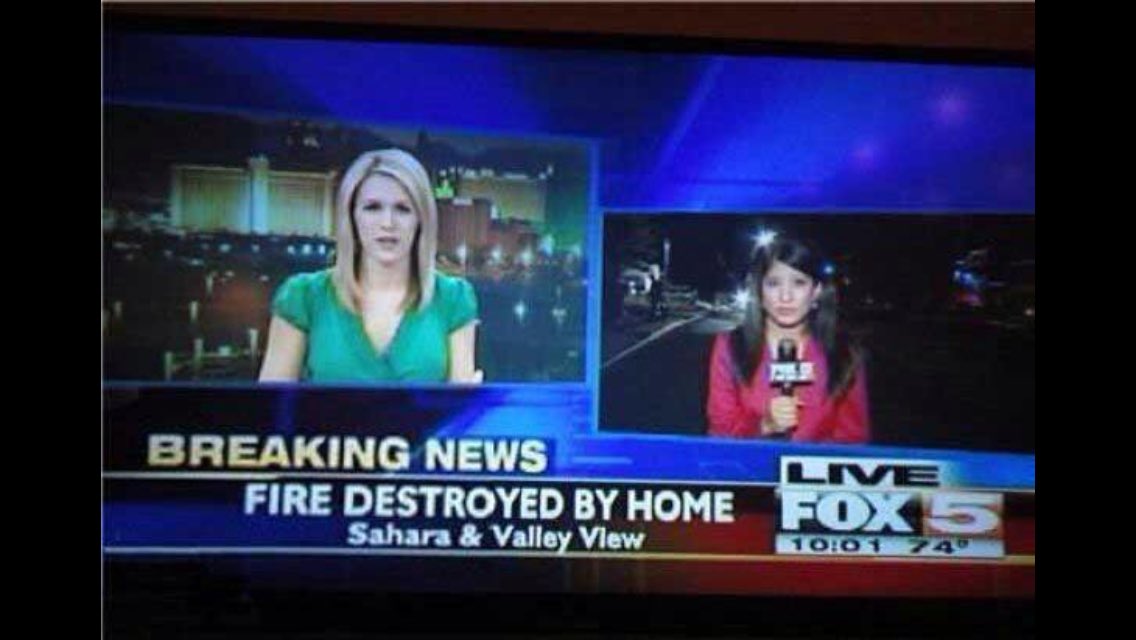 BREAKING NEWS
FIRE DESTROYED BY HOME
Sahara & Valley View
LIVE
FOX 5
10:01 74°